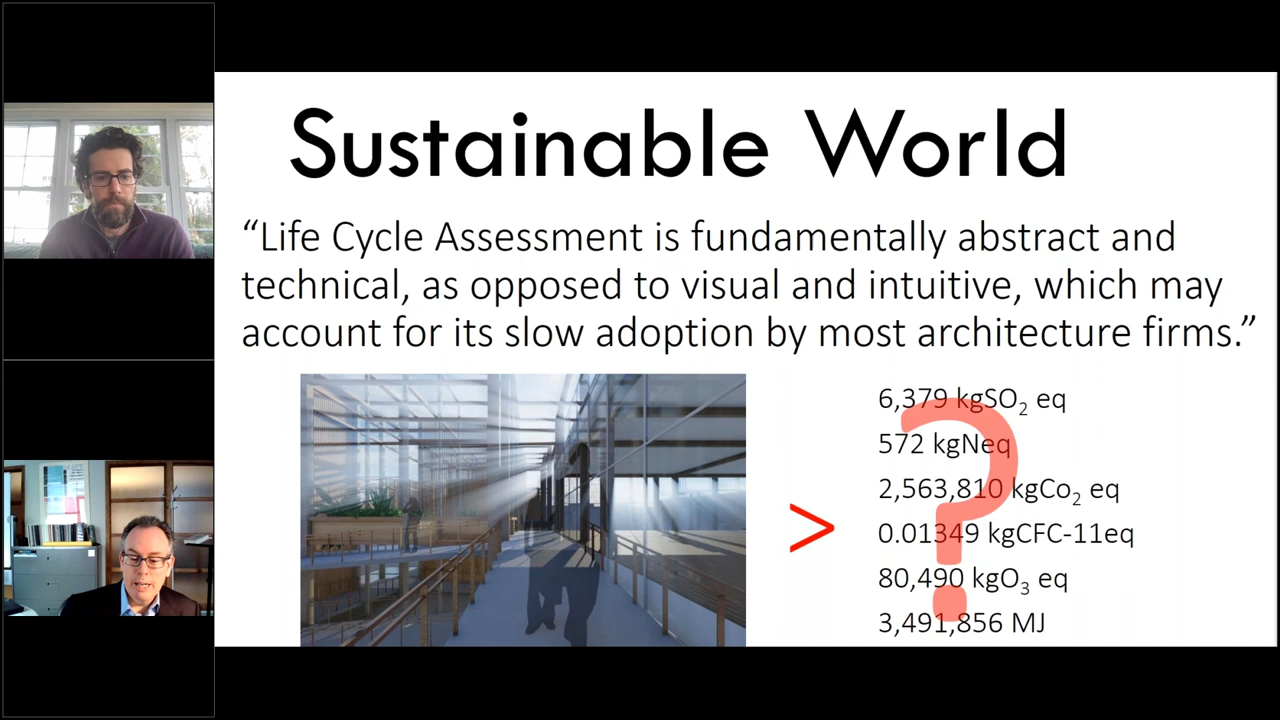 Sustainable World
“Life Cycle Assessment is fundamentally abstract and
technical, as opposed to visual and intuitive, which may
account for its slow adoption by most architecture firms.”
>
?
6,379 kgSO₂ eq
572 kgNeq
2,563,810 kgCo₂ eq
0.01349 kgCFC-11eq
80,490 kgO₃ eq
3,491,856 MJ